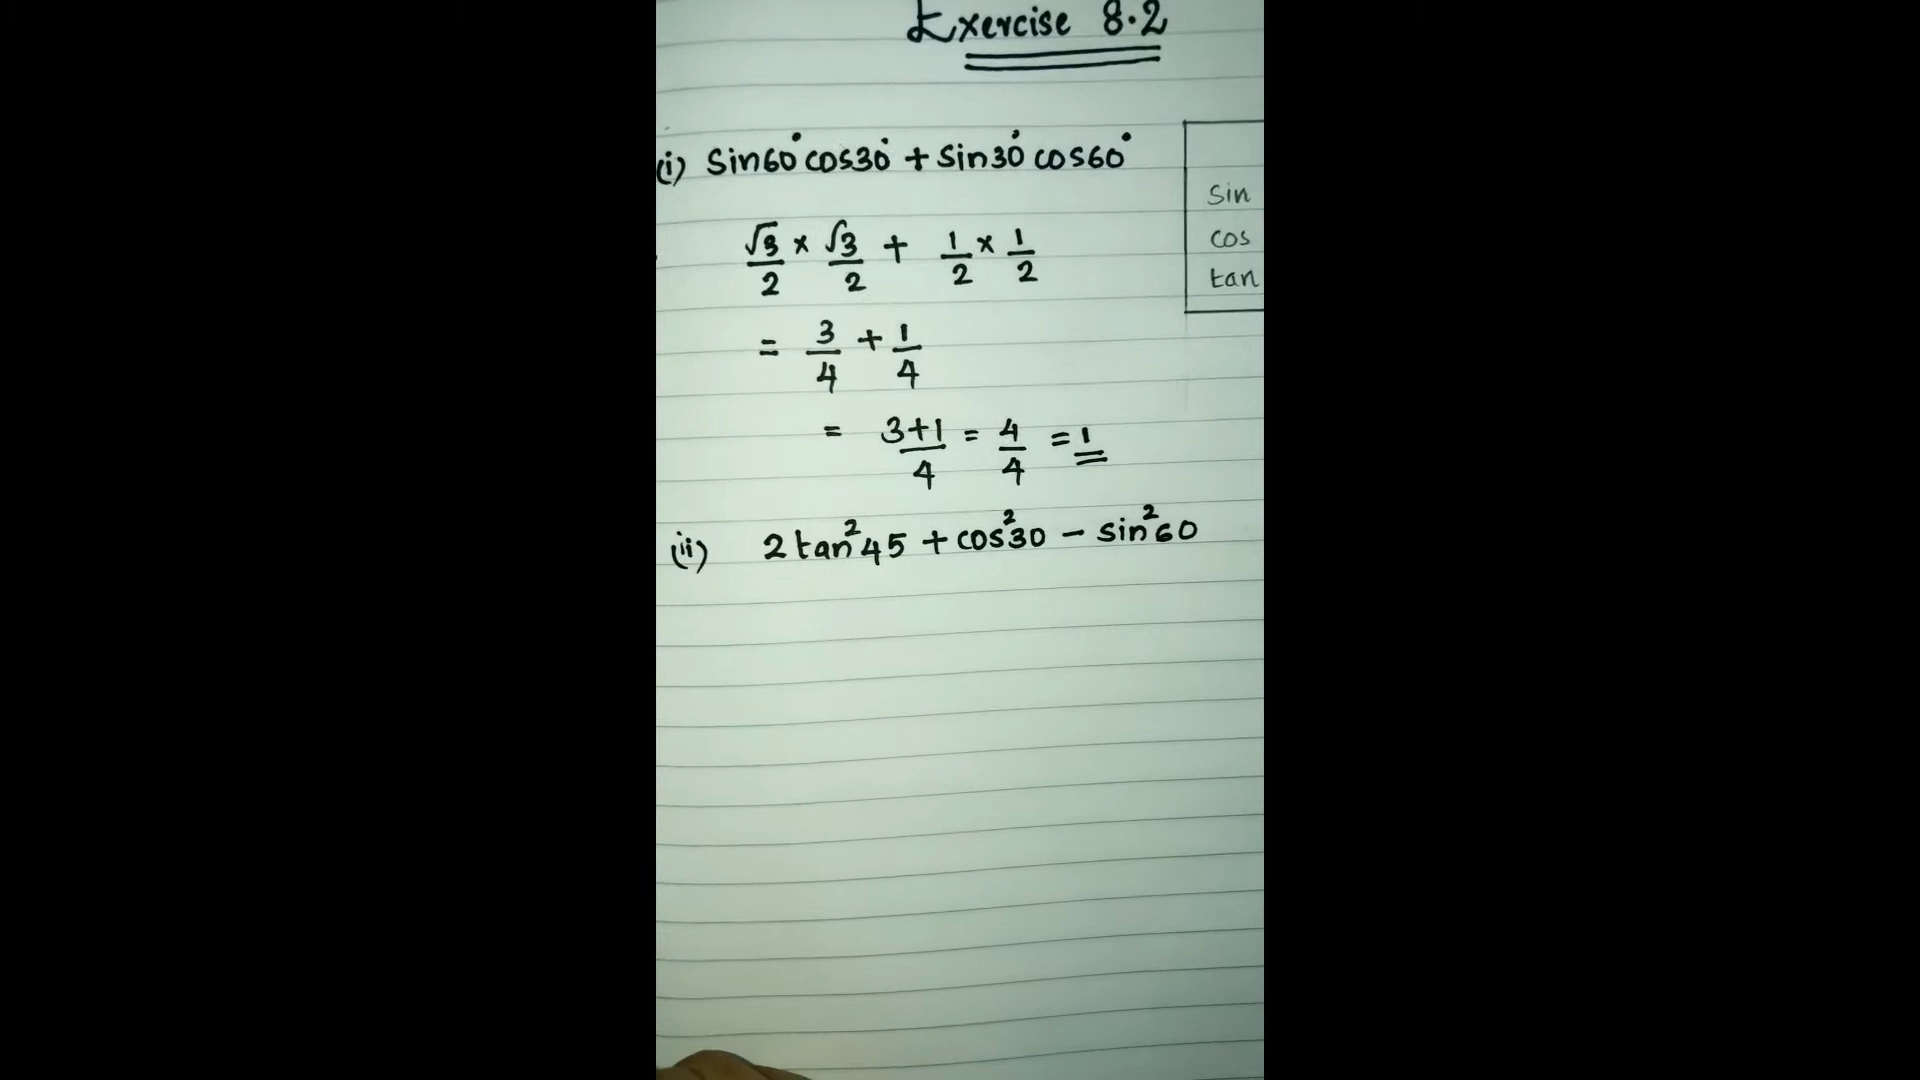 Exercise 8.2
(i) Sin60° cos30° + Sin30° cos60°
√3/2 × √3/2 + 1/2 × 1/2
= 3/4 + 1/4
= 3+1/4 = 4/4 = 1
(ii) 2tan²45 + cos²30 - sin²60
Sin
cos
tan